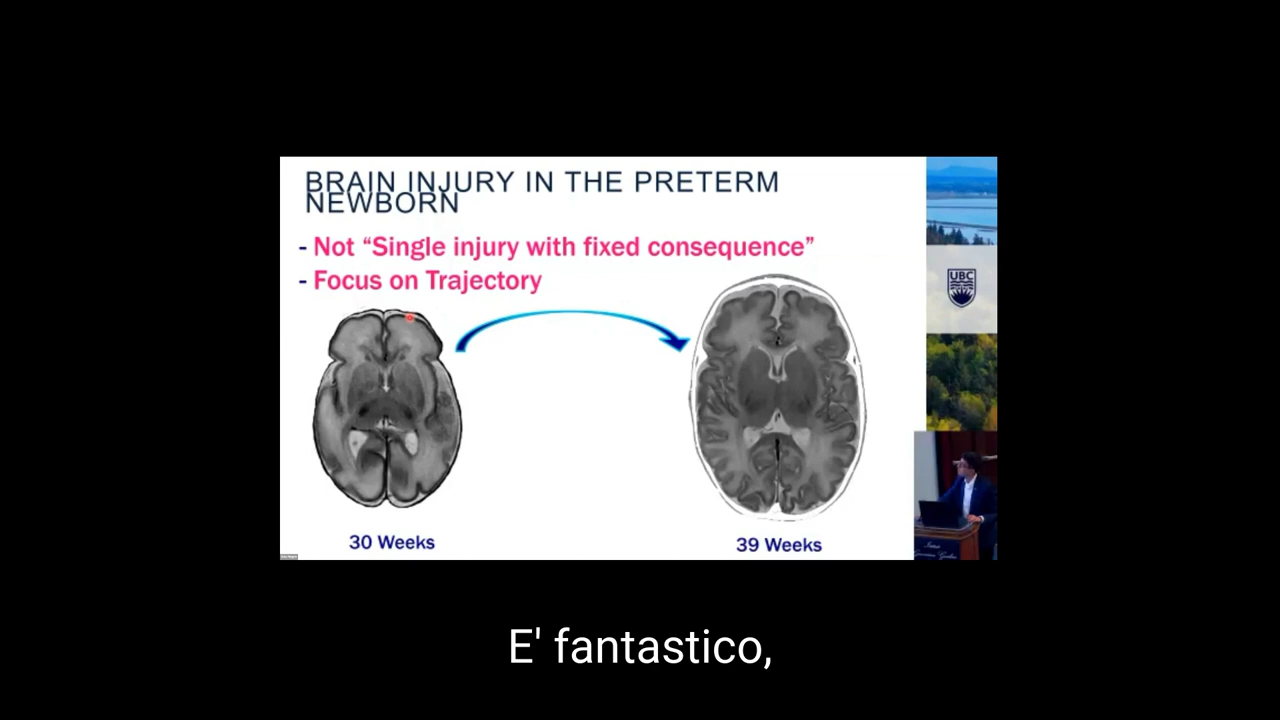 BRAIN INJURY IN THE PRETERM
NEWBORN
- Not “Single injury with fixed consequence”
- Focus on Trajectory
UBC
30 Weeks
39 Weeks
E' fantastico,